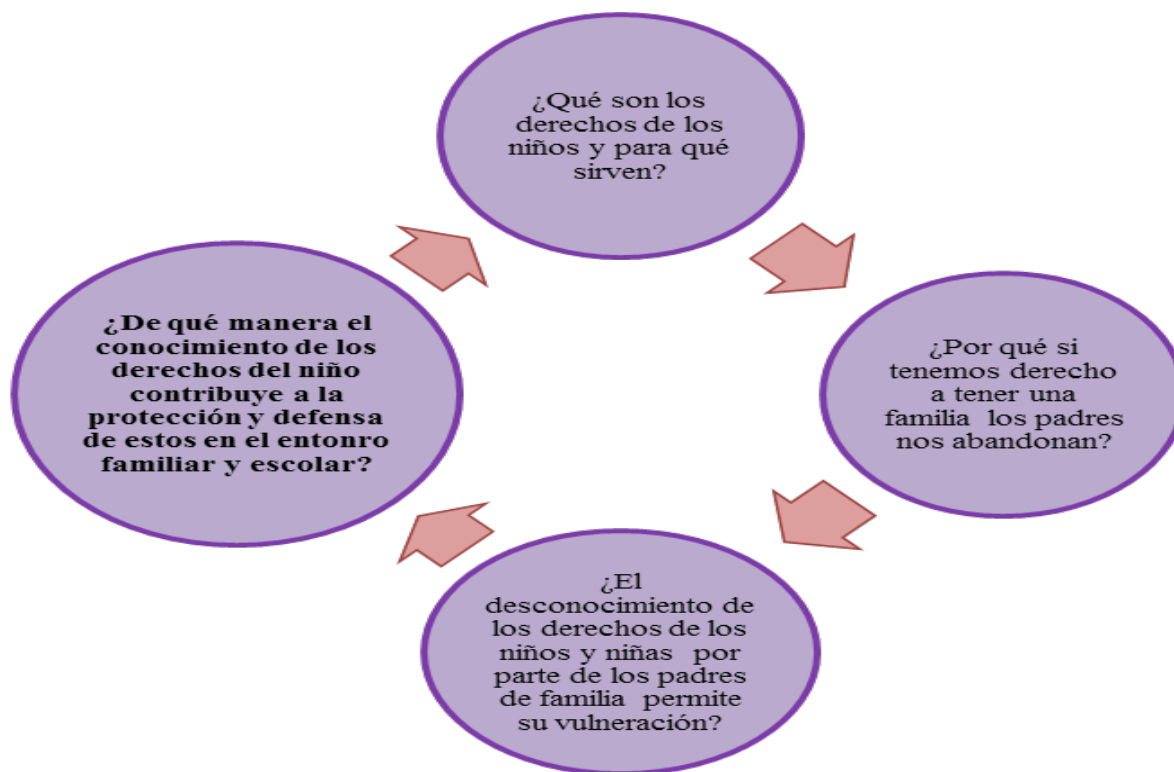 ¿Qué son los
derechos de los
niños y para qué
sirven?
¿Por qué si
tenemos derecho
a tener una
familia los padres
nos abandonan?
¿El
desconocimiento de
los derechos de los
niños y niñas por
parte de los padres
de familia permite
su vulneración?
¿De qué manera el
conocimiento de los
derechos del niño
contribuye a la
protección y defensa
de estos en el entonro
familiar y escolar?